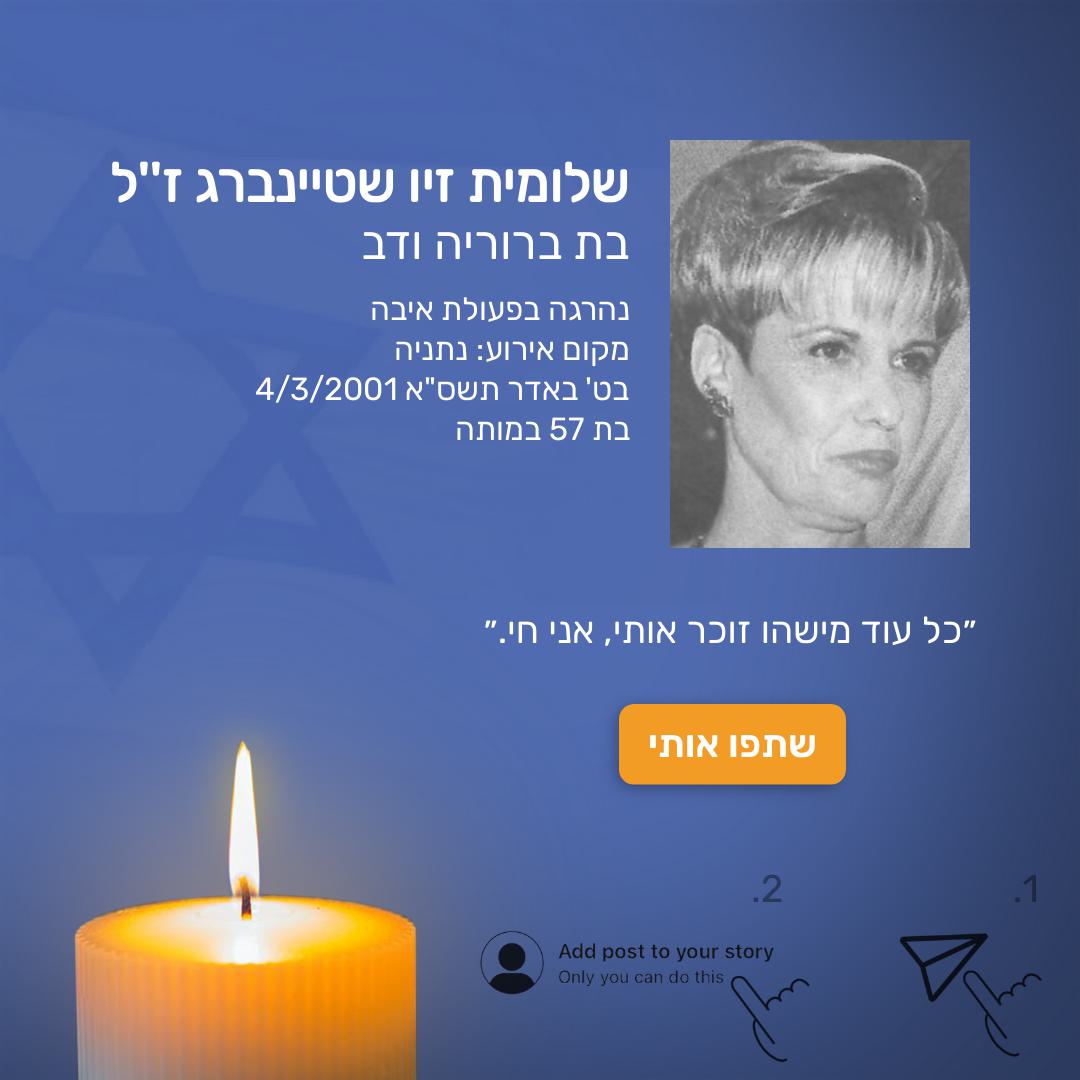 שלומית זיו שטיינברג ז"ל
בת ברוריה ודב
נהרגה בפעולת איבה
מקום אירוע: נתניה
בט' באדר תשס"א 4/3/2001
בת 57 במותה
״כל עוד מישהו זוכר אותי, אני חי.״
שתפו אותי
1.
2.
Add post to your story
Only you can do this